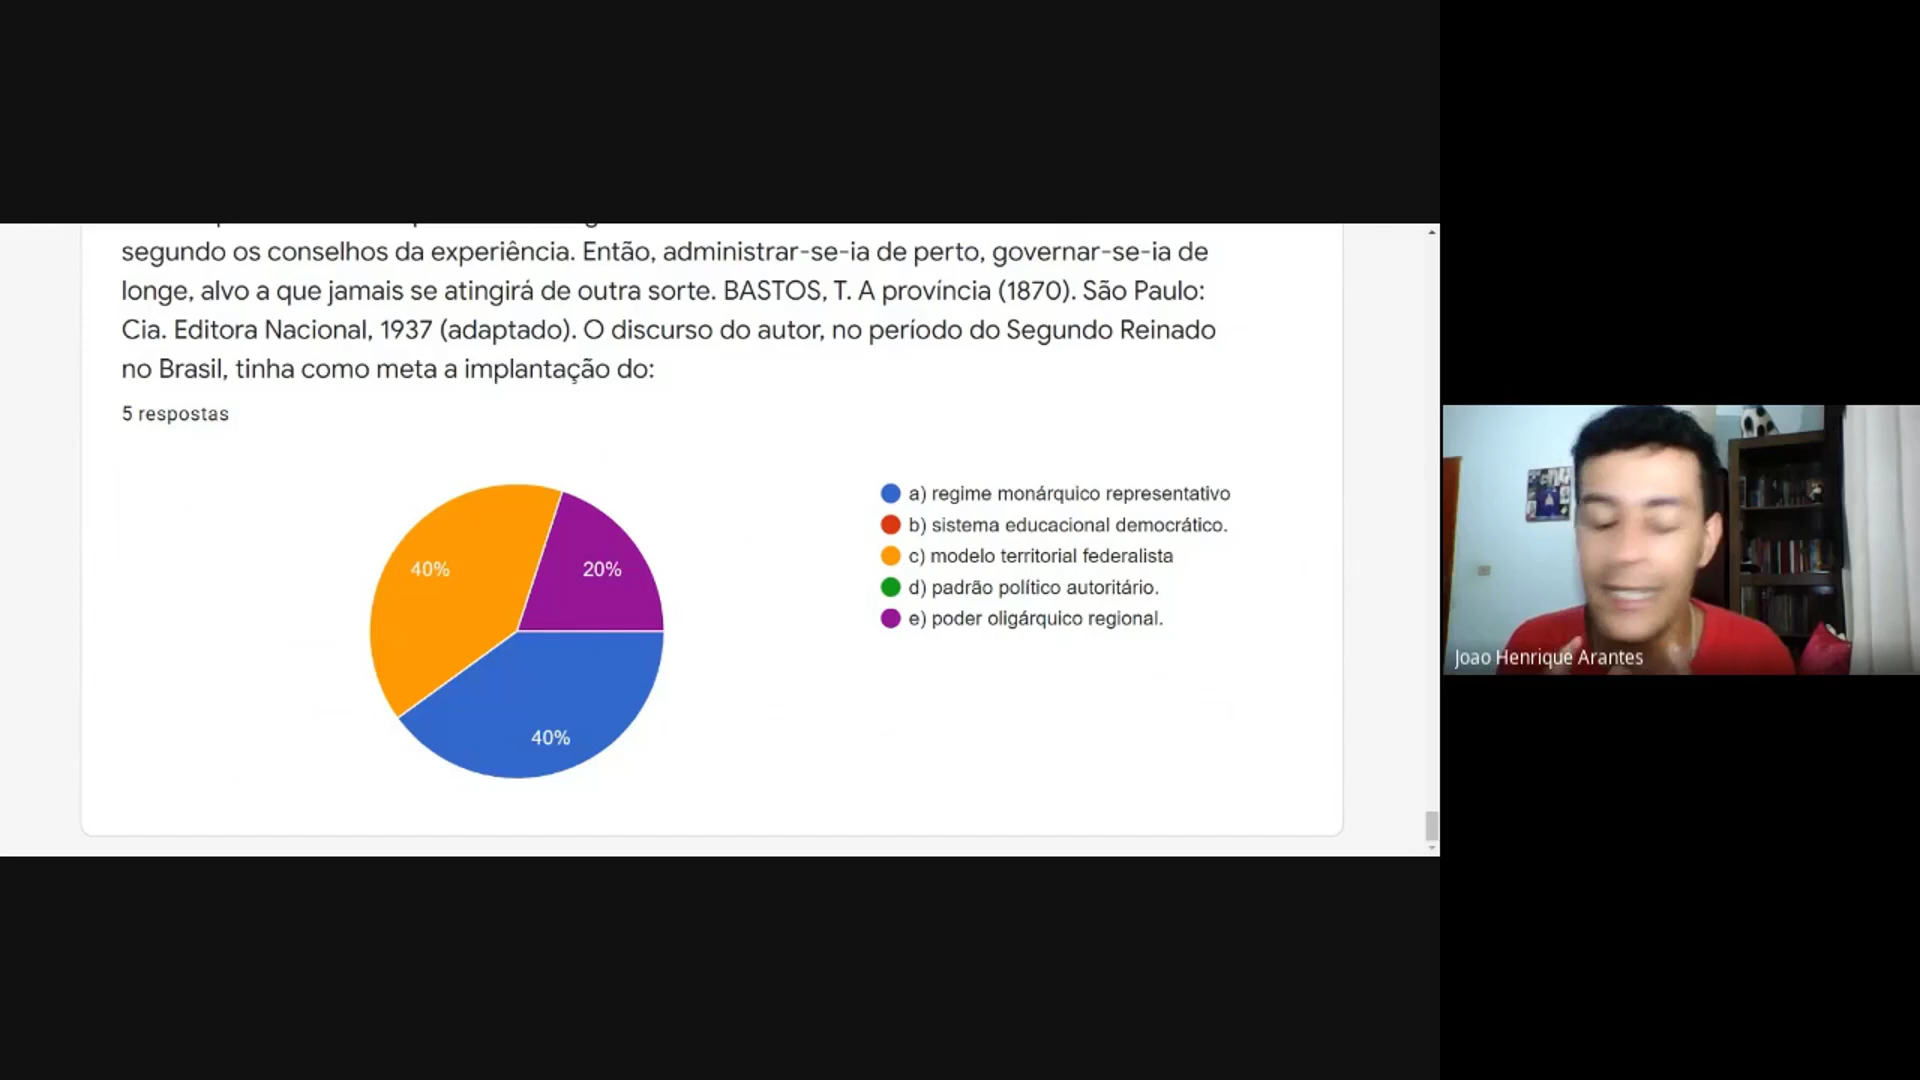 segundo os conselhos da experiência. Então, administrar-se-ia de perto, governar-se-ia de
longe, alvo a que jamais se atingirá de outra sorte. BASTOS, T. A província (1870). São Paulo:
Cia. Editora Nacional, 1937 (adaptado). O discurso do autor, no período do Segundo Reinado
no Brasil, tinha como meta a implantação do:
5 respostas
40%
20%
40%
a) regime monárquico representativo
b) sistema educacional democrático.
c) modelo territorial federalista
d) padrão político autoritário.
e) poder oligárquico regional.
Joao Henrique Arantes